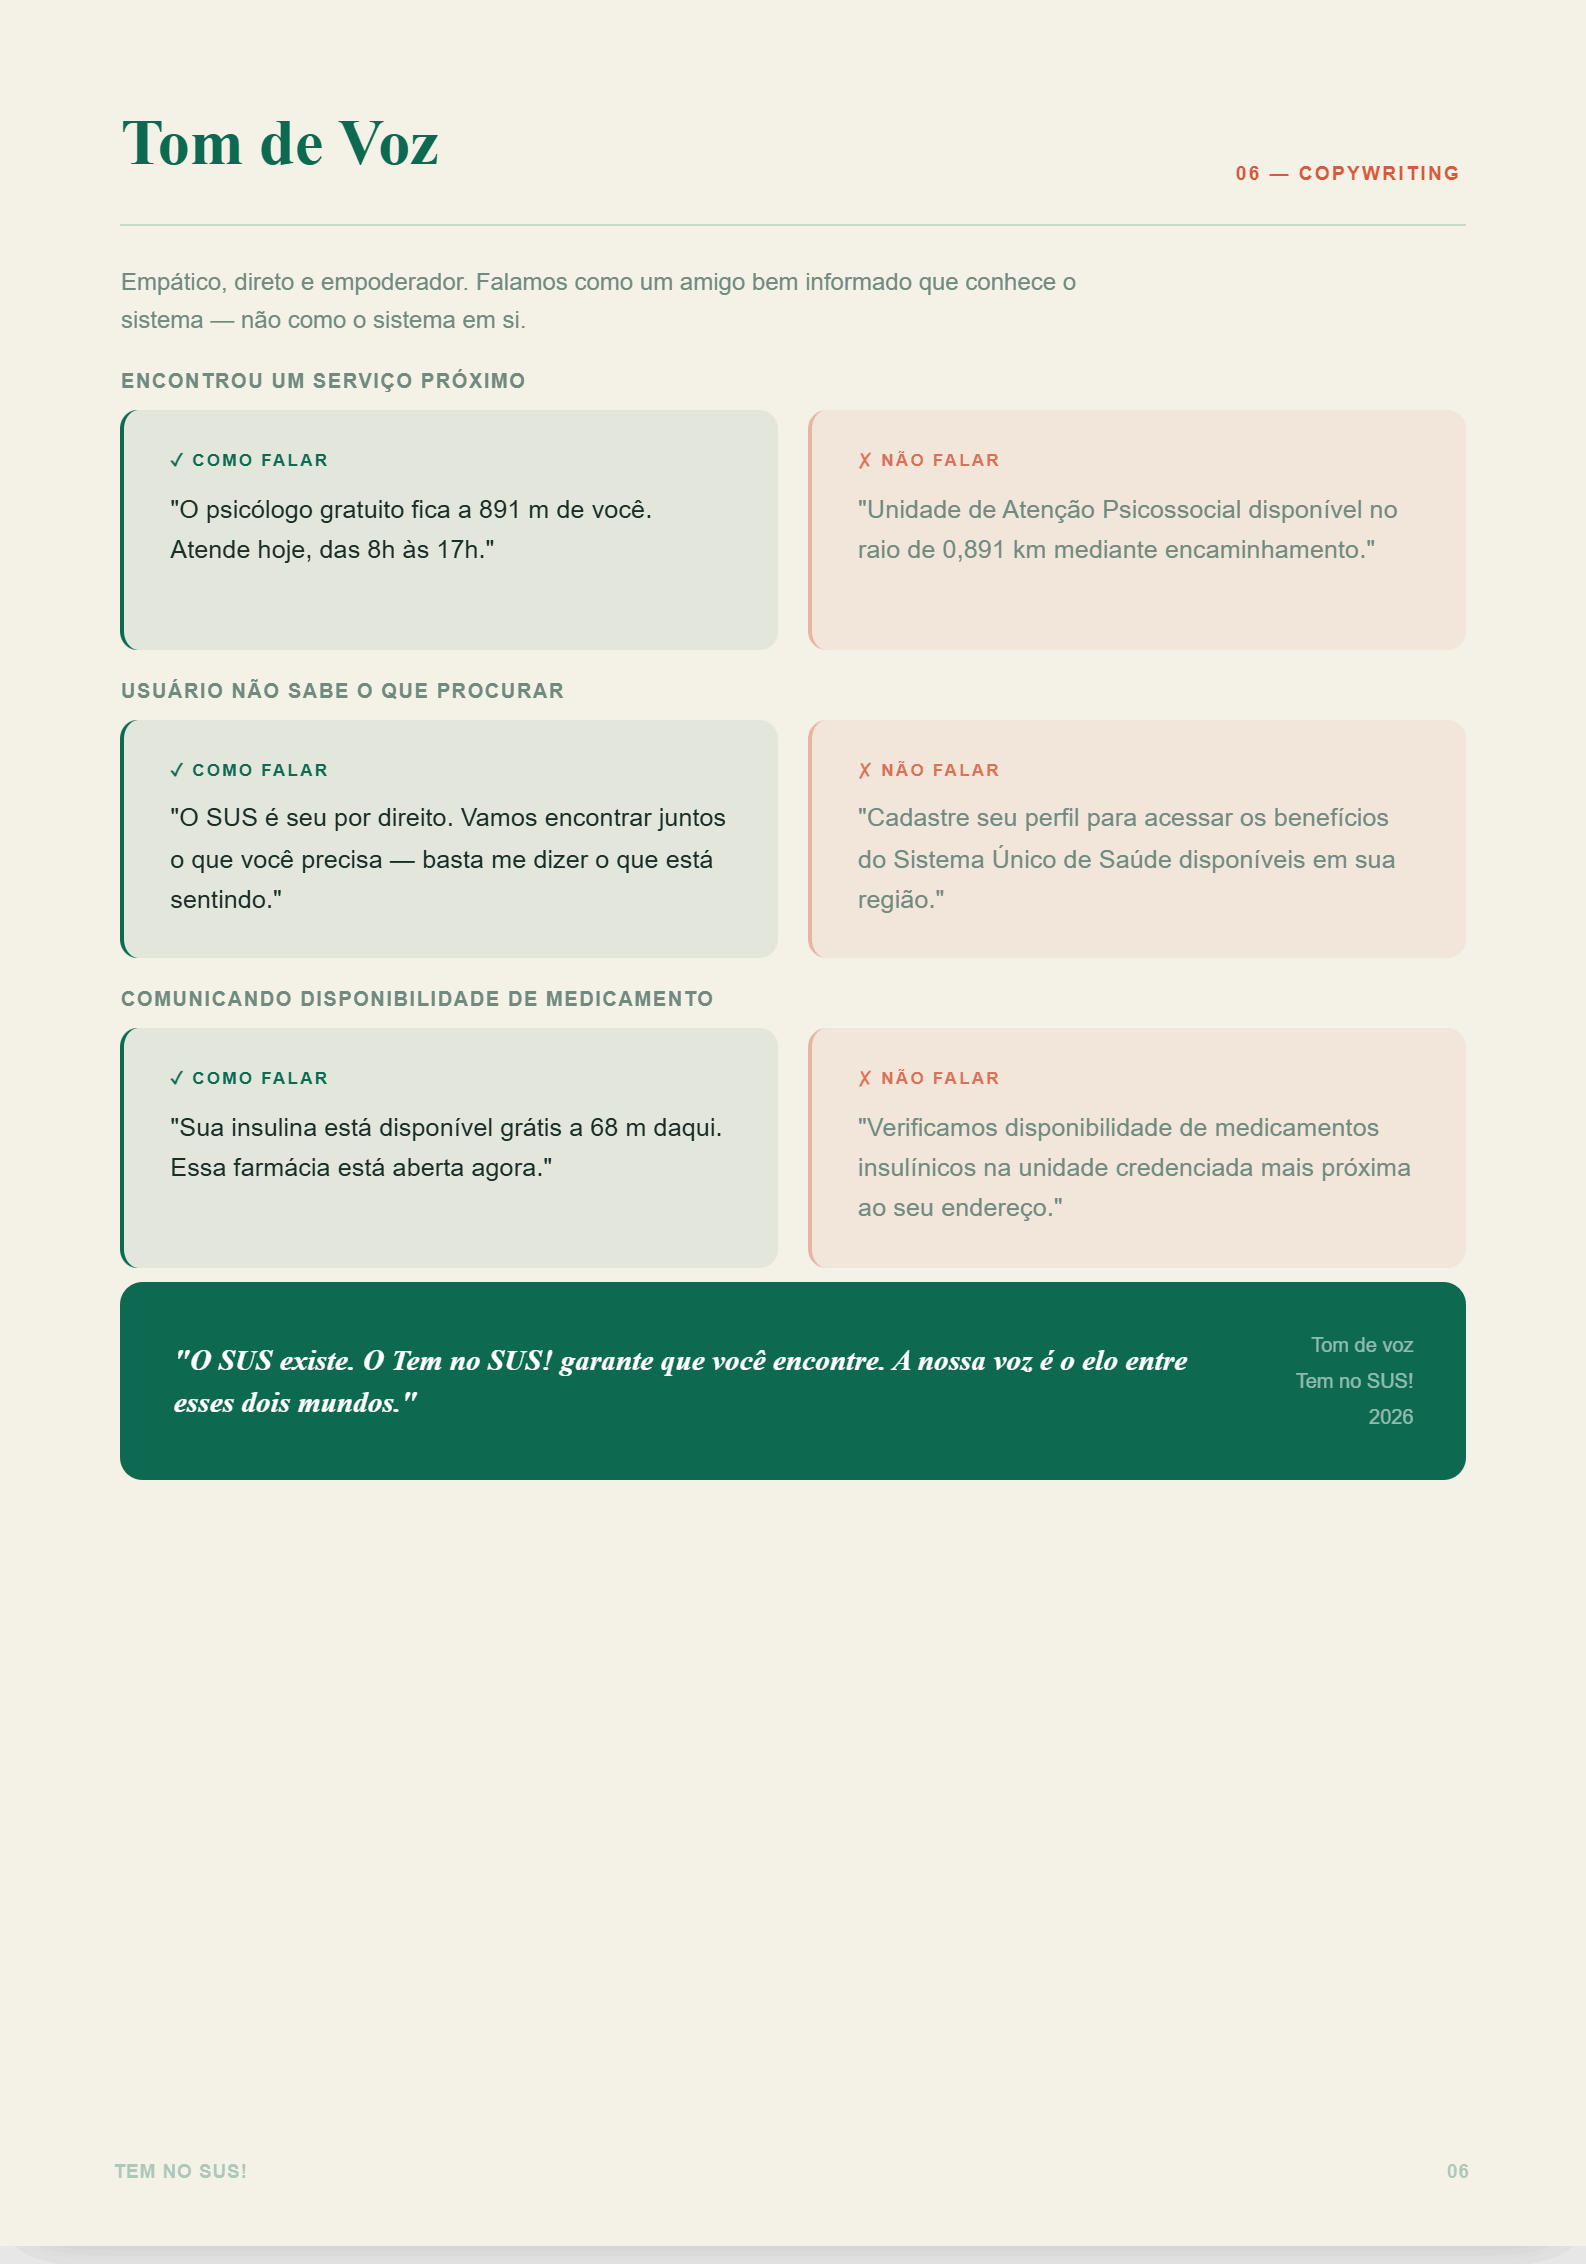 Tom de Voz
06 — COPYWRITING
Empático, direto e empoderador. Falamos como um amigo bem informado que conhece o
sistema — não como o sistema em si.
ENCONTROU UM SERVIÇO PRÓXIMO
✓ COMO FALAR
"O psicólogo gratuito fica a 891 m de você.
Atende hoje, das 8h às 17h."
✗ NÃO FALAR
"Unidade de Atenção Psicossocial disponível no
raio de 0,891 km mediante encaminhamento."
USUÁRIO NÃO SABE O QUE PROCURAR
✓ COMO FALAR
"O SUS é seu por direito. Vamos encontrar juntos
o que você precisa — basta me dizer o que está
sentindo."
✗ NÃO FALAR
"Cadastre seu perfil para acessar os benefícios
do Sistema Único de Saúde disponíveis em sua
região."
COMUNICANDO DISPONIBILIDADE DE MEDICAMENTO
✓ COMO FALAR
"Sua insulina está disponível grátis a 68 m daqui.
Essa farmácia está aberta agora."
✗ NÃO FALAR
"Verificamos disponibilidade de medicamentos
insulínicos na unidade credenciada mais próxima
ao seu endereço."
"O SUS existe. O Tem no SUS! garante que você encontre. A nossa voz é o elo entre
esses dois mundos."
Tom de voz
Tem no SUS!
2026
TEM NO SUS!
06